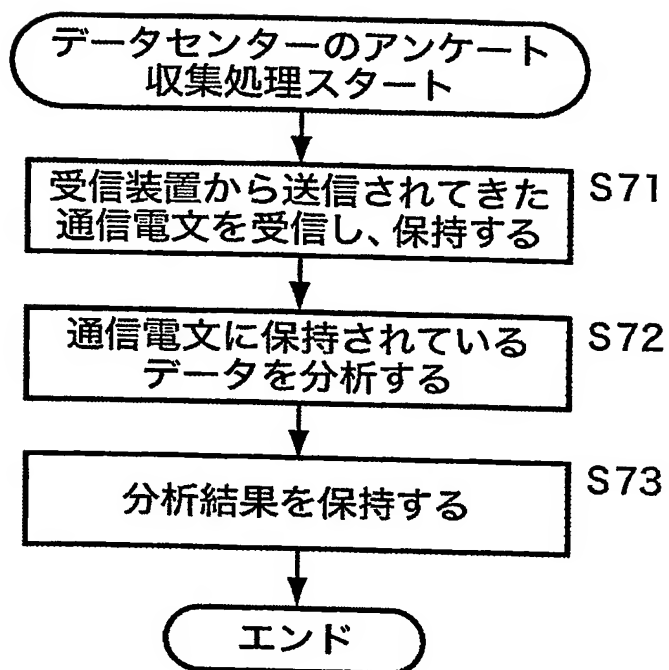 データセンターのアンケート
収集処理スタート
受信装置から送信されてきた
通信電文を受信し、保持する
S71
通信電文に保持されている
データを分析する
S72
分析結果を保持する
S73
エンド